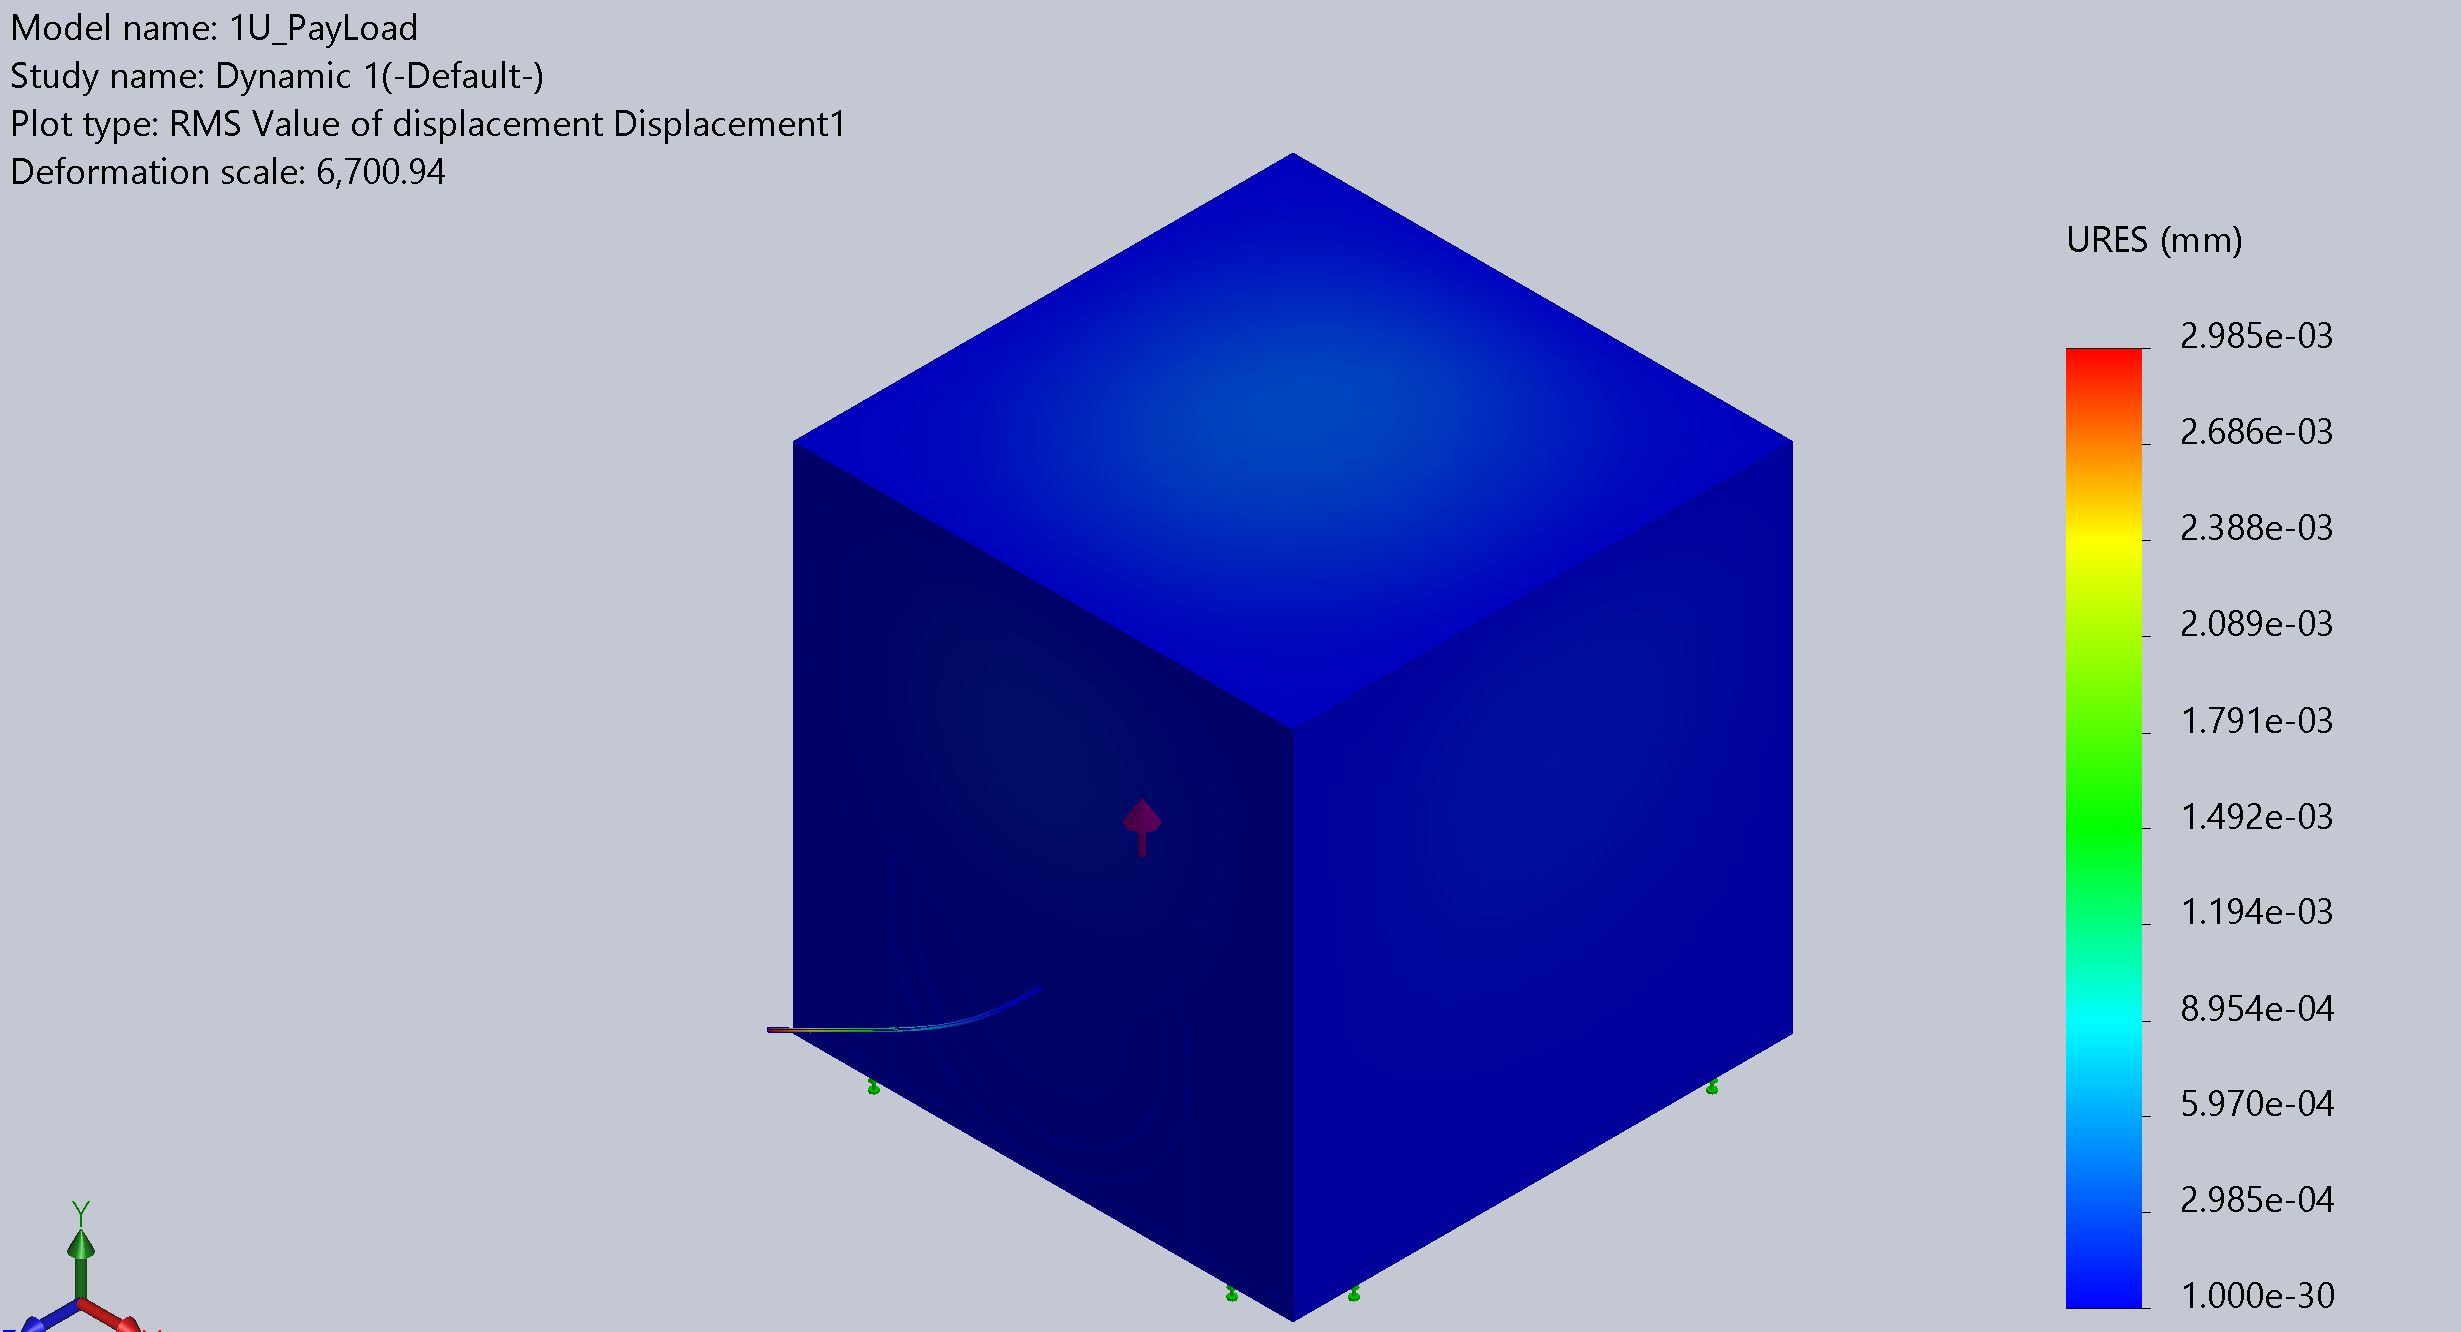 Model name: 1U_PayLoad
Study name: Dynamic 1(-Default-)
Plot type: RMS Value of displacement Displacement1
Deformation scale: 6,700.94
URES (mm)
2.985e-03
2.686e-03
2.388e-03
2.089e-03
1.791e-03
1.492e-03
1.194e-03
8.954e-04
5.970e-04
2.985e-04
1.000e-30
Y